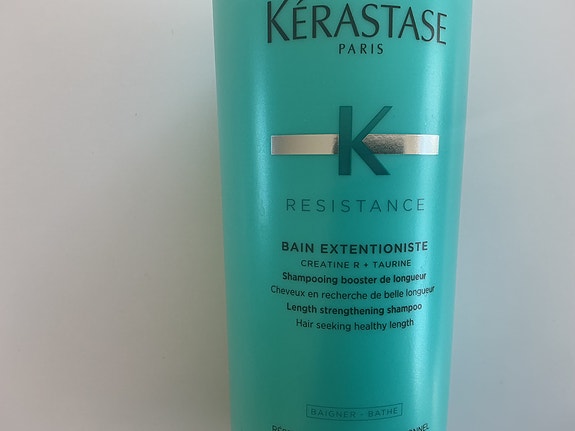 KÉRASTASE
PARIS
K
RESISTANCE
BAIN EXTENTIONISTE
CREATINE R + TAURINE
Shampooing booster de longueur
Cheveux en recherche de belle longueur
Length strengthening shampoo
Hair seeking healthy length
BAIGNER - BATHE